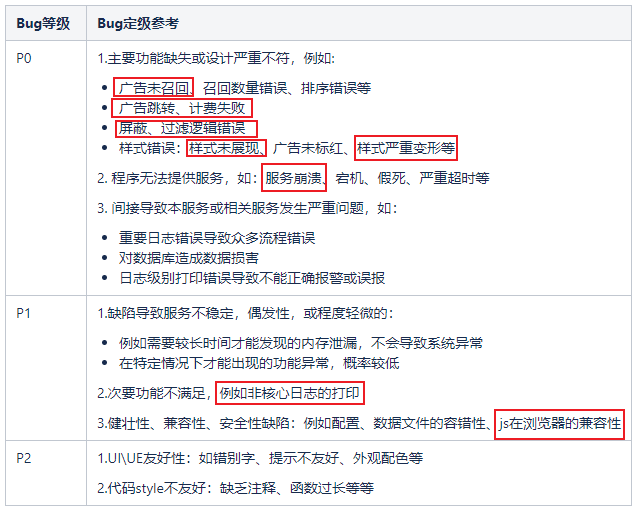 Bug等级 Bug定级参考
P0 1.主要功能缺失或设计严重不符，例如:
广告未召回、召回数量错误、排序错误等
广告跳转、计费失败
屏蔽、过滤逻辑错误
样式错误：样式未展现、广告未标红、样式严重变形等
2. 程序无法提供服务，如：服务崩溃、宕机、假死、严重超时等
3. 间接导致本服务或相关服务发生严重问题，如：
重要日志错误导致众多流程错误
对数据库造成数据损害
日志级别打印错误导致不能正确报警或误报
P1 1.缺陷导致服务不稳定，偶发性，或程度轻微的：
例如需要较长时间才能发现的内存泄漏，不会导致系统异常
在特定情况下才能出现的功能异常，概率较低
2.次要功能不满足，例如非核心日志的打印
3.健壮性、兼容性、安全性缺陷：例如配置、数据文件的容错性、js在浏览器的兼容性
P2 1.UI\UE友好性：如错别字、提示不友好、外观配色等
2.代码style不友好：缺乏注释、函数过长等等